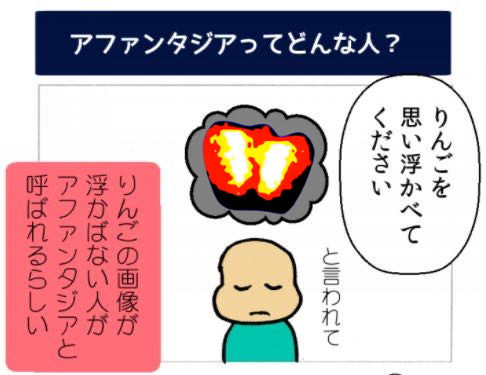 アファンタジアってどんな人？
りんごを
思い浮かべて
ください
と言われて
りんごの画像が
浮かばない人が
アファンタジアと
呼ばれるらしい